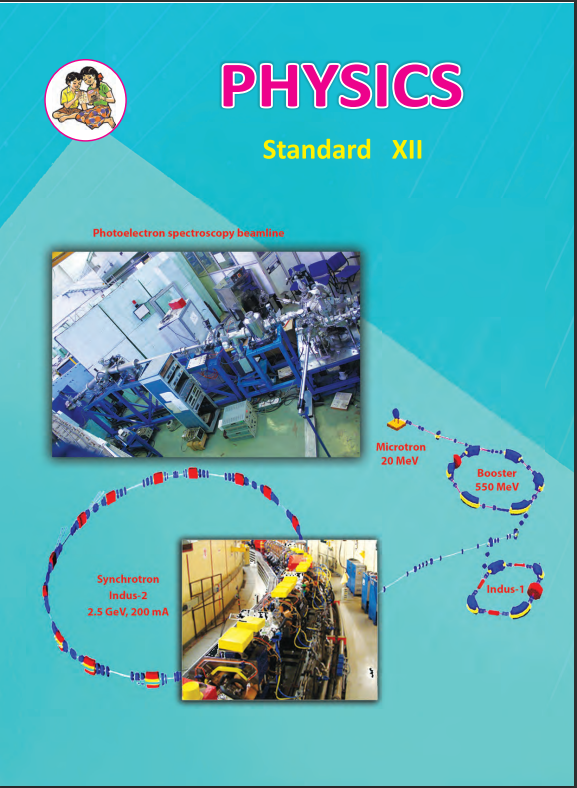 PHYSICS
Standard XII
Photoelectron spectroscopy beamline
Microtron
20 MeV
Booster
550 MeV
Synchrotron
Indus-2
2.5 GeV, 200 mA
Indus-1